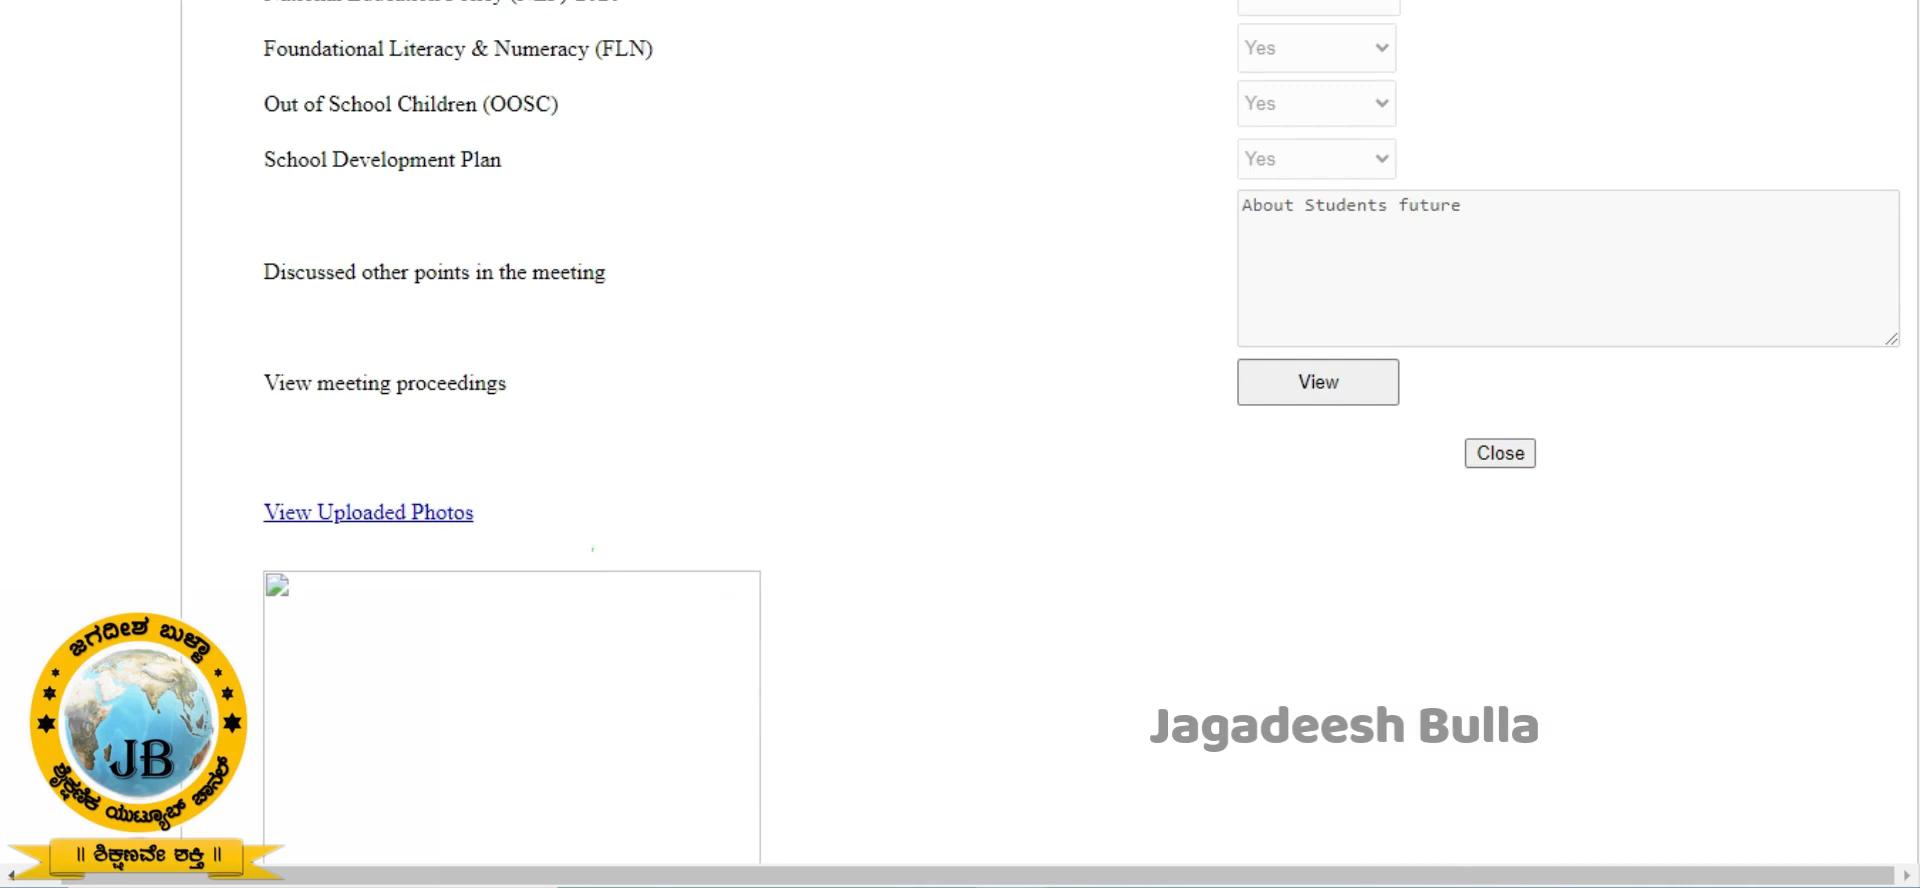 Foundational Literacy & Numeracy (FLN)
Yes
Out of School Children (OOSC)
Yes
School Development Plan
Yes
About Students future
Discussed other points in the meeting
View meeting proceedings
View
Close
View Uploaded Photos
ಜಗದೀಶ ಬುಳ್ಳಾ
JB
ಶೈಕ್ಷಣಿಕ ಯುಟ್ಯೂಬ್ ಚಾನಲ್
॥ ಶಿಕ್ಷಣವೇ ಶಕ್ತಿ ॥
Jagadeesh Bulla